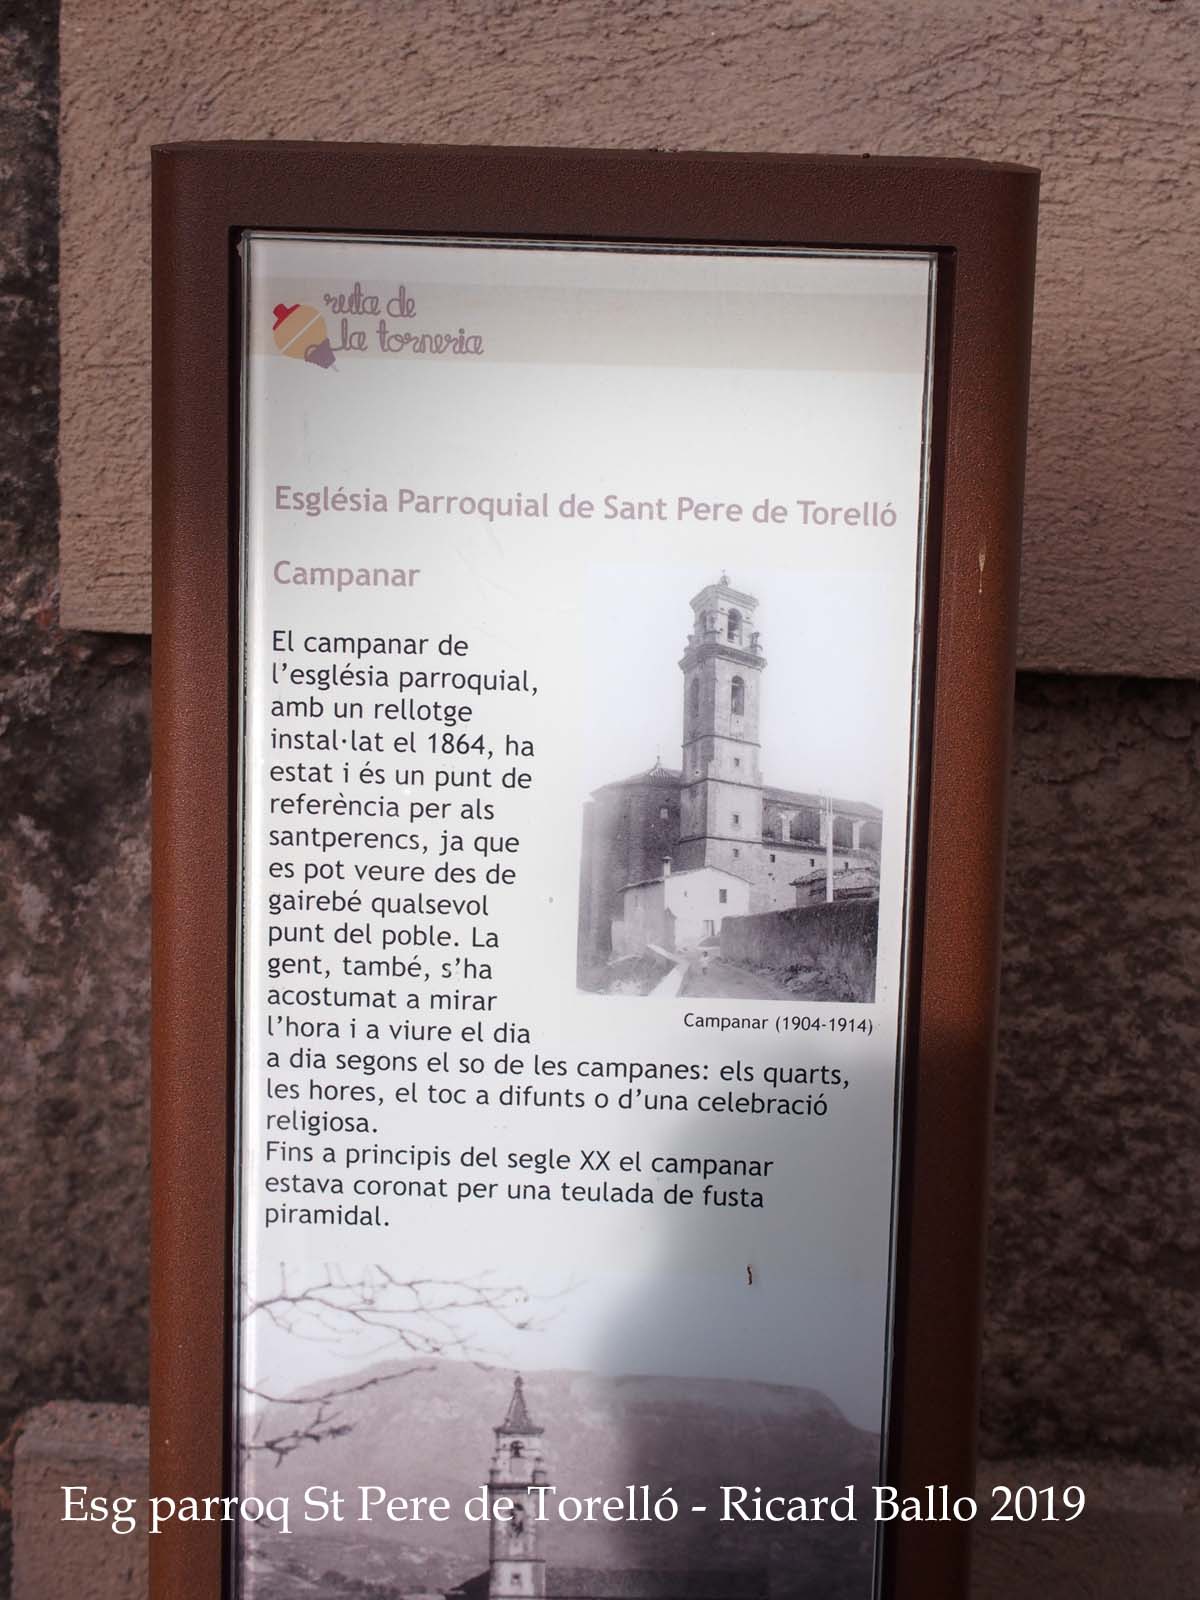 ruta de
la torneria
Església Parroquial de Sant Pere de Torelló
Campanar
El campanar de
l'església parroquial,
amb un rellotge
instal·lat el 1864, ha
estat i és un punt de
referència per als
santperencs, ja que
es pot veure des de
gairebé qualsevol
punt del poble. La
gent, també, s'ha
acostumat a mirar
l'hora i a viure el dia
a dia segons el so de les campanes: els quarts,
les hores, el toc a difunts o d'una celebració
religiosa.
Fins a principis del segle XX el campanar
estava coronat per una teulada de fusta
piramidal.
Campanar (1904-1914)
Esg parroq St Pere de Torelló - Ricard Ballo 2019